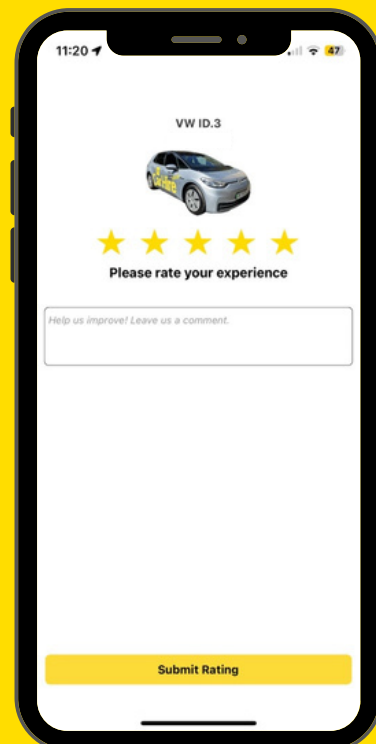 11:20
47
VW ID.3
Please rate your experience
Help us improve! Leave us a comment.
Submit Rating